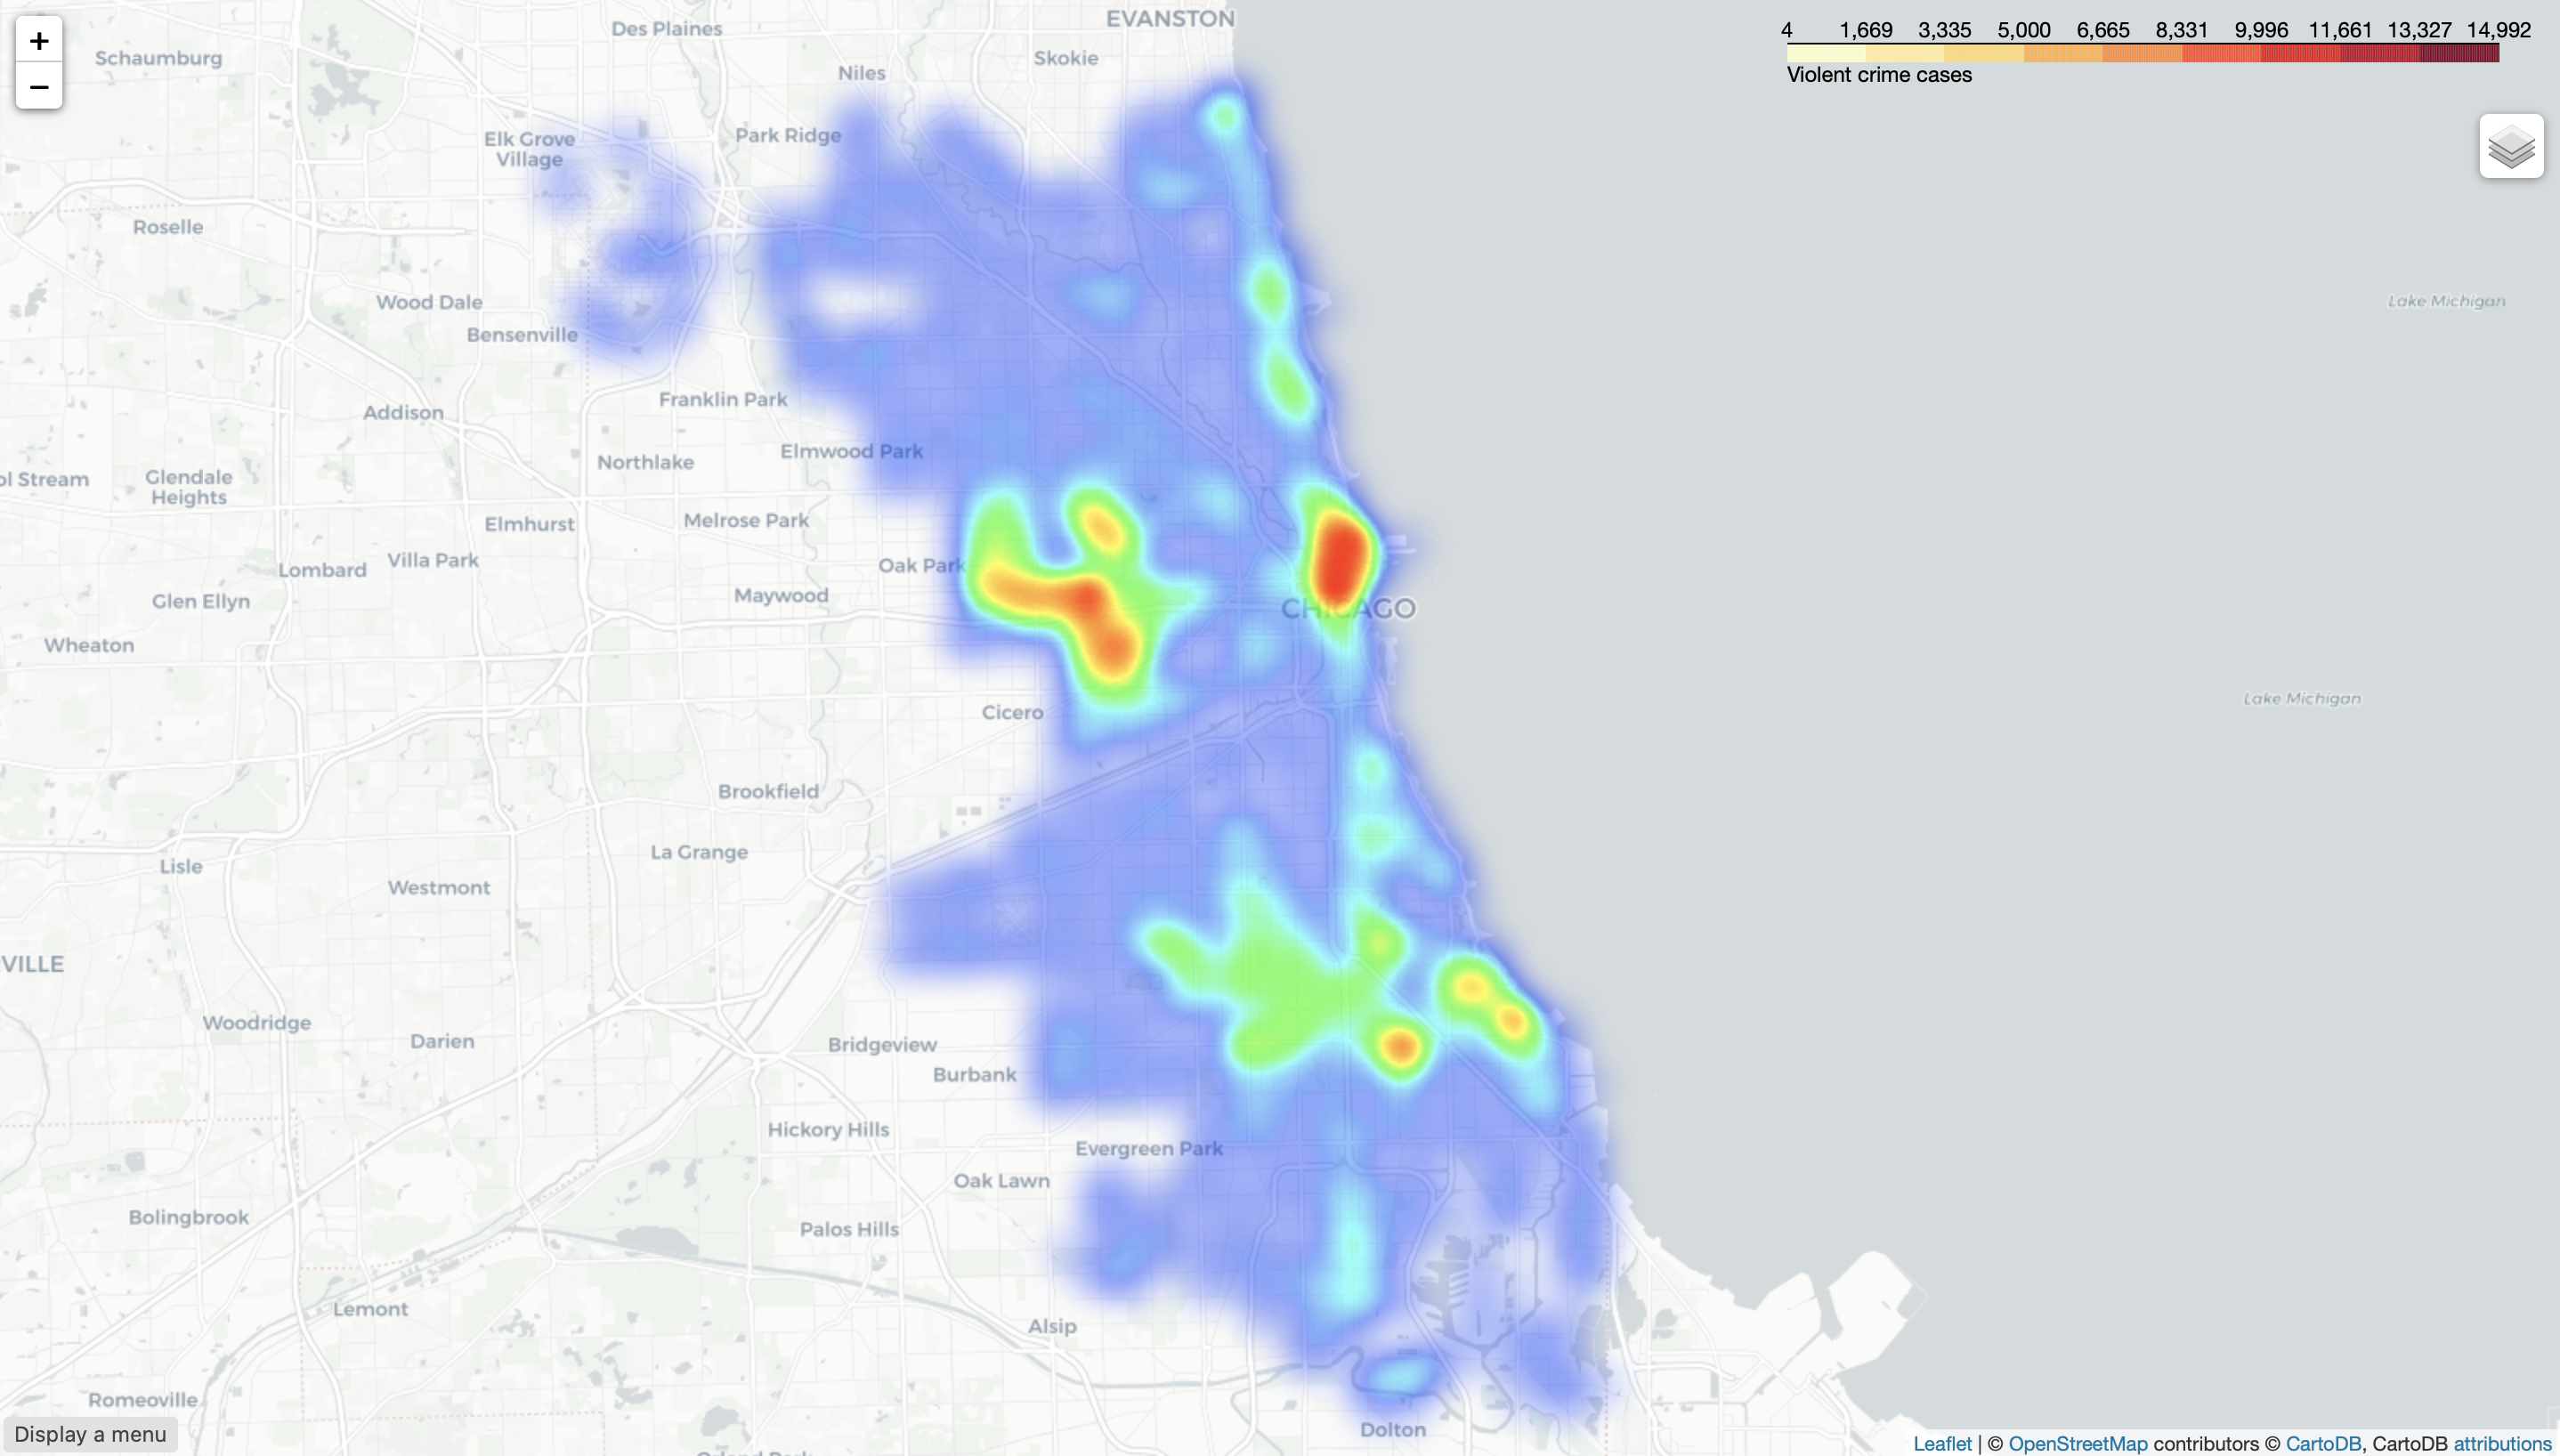 +
−
4 1,669 3,335 5,000 6,665 8,331 9,996 11,661 13,327 14,992
Violent crime cases
EVANSTON
Des Plaines
Schaumburg
Skokie
Niles
Elk Grove
Village
Park Ridge
Roselle
Wood Dale
Lake Michigan
Bensenville
Franklin Park
Addison
Elmwood Park
Northlake
ol Stream
Glendale
Heights
Elmhurst
Melrose Park
Villa Park
Lombard
Oak Park
Maywood
Glen Ellyn
CHICAGO
Wheaton
Lake Michigan
Cicero
Brookfield
La Grange
Lisle
Westmont
VILLE
Woodridge
Darien
Bridgeview
Burbank
Hickory Hills
Evergreen Park
Oak Lawn
Bolingbrook
Palos Hills
Lemont
Alsip
Romeoville
Dolton
Display a menu
Leaflet | © OpenStreetMap contributors © CartoDB, CartoDB attributions